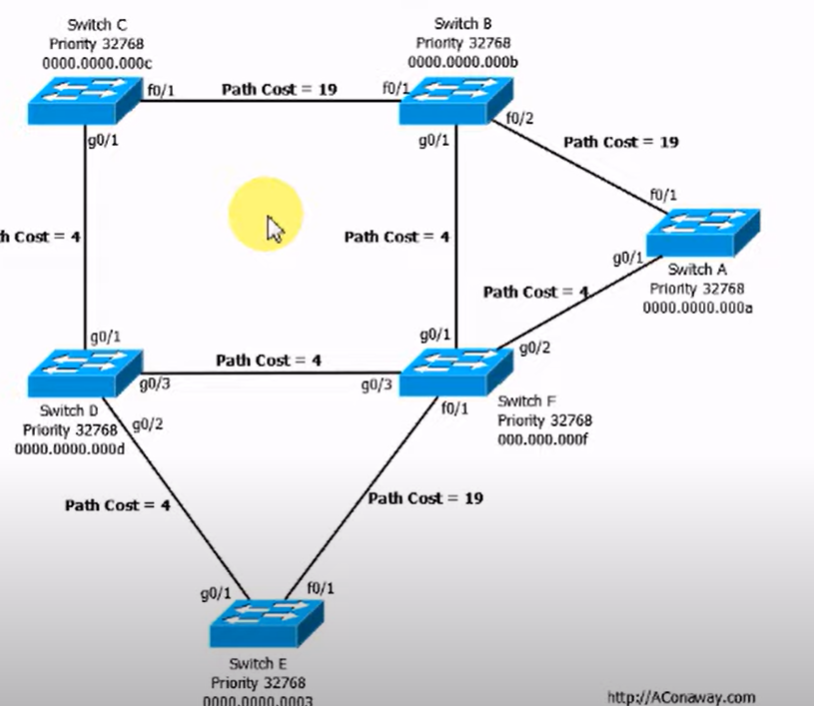 Switch C
Priority 32768
0000.0000.000c
Switch B
Priority 32768
0000.0000.000b
f0/1
Path Cost = 19
f0/1
g0/1
g0/1
f0/2
Path Cost = 19
f0/1
h Cost = 4
Path Cost = 4
g0/1
Switch A
Priority 32768
0000.0000.000a
Path Cost = 4
g0/1
g0/1
g0/2
Path Cost = 4
g0/3
g0/3
Switch D
Priority 32768
0000.0000.000d
g0/2
f0/1
Switch F
Priority 32768
000.000.000f
Path Cost = 4
Path Cost = 19
g0/1
f0/1
Switch E
Priority 32768
0000.0000.0003
http://AConaway.com